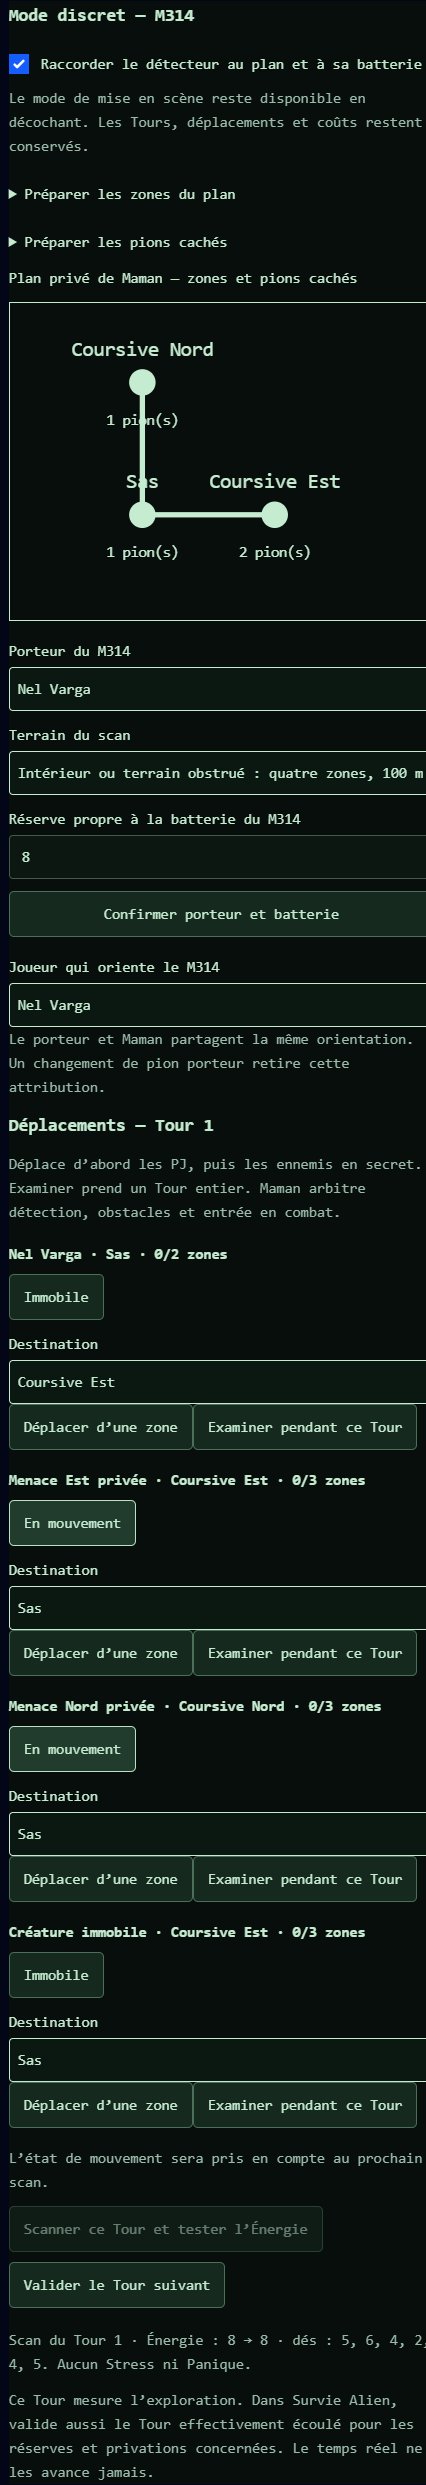 Mode discret — M314
Raccorder le détecteur au plan et à sa batterie
Le mode de mise en scène reste disponible en
décochant. Les Tours, déplacements et coûts restent
conservés.
Préparer les zones du plan
Préparer les pions cachés
Plan privé de Maman — zones et pions cachés
Coursive Nord
1 pion(s)
Sas
Coursive Est
1 pion(s)
2 pion(s)
Porteur du M314
Nel Varga
Terrain du scan
Intérieur ou terrain obstrué : quatre zones, 100 m
Réserve propre à la batterie du M314
8
Confirmer porteur et batterie
Joueur qui oriente le M314
Nel Varga
Le porteur et Maman partagent la même orientation.
Un changement de pion porteur retire cette
attribution.
Déplacements — Tour 1
Déplace d’abord les PJ, puis les ennemis en secret.
Examiner prend un Tour entier. Maman arbitre
détection, obstacles et entrée en combat.
Nel Varga · Sas · 0/2 zones
Immobile
Destination
Coursive Est
Déplacer d’une zone Examiner pendant ce Tour
Menace Est privée · Coursive Est · 0/3 zones
En mouvement
Destination
Sas
Déplacer d’une zone Examiner pendant ce Tour
Menace Nord privée · Coursive Nord · 0/3 zones
En mouvement
Destination
Sas
Déplacer d’une zone Examiner pendant ce Tour
Créature immobile · Coursive Est · 0/3 zones
Immobile
Destination
Sas
Déplacer d’une zone Examiner pendant ce Tour
L’état de mouvement sera pris en compte au prochain
scan.
Scanner ce Tour et tester l’Énergie
Valider le Tour suivant
Scan du Tour 1 · Énergie : 8 → 8 · dés : 5, 6, 4, 2,
4, 5. Aucun Stress ni Panique.
Ce Tour mesure l’exploration. Dans Survie Alien,
valide aussi le Tour effectivement écoulé pour les
réserves et privations concernées. Le temps réel ne
les avance jamais.